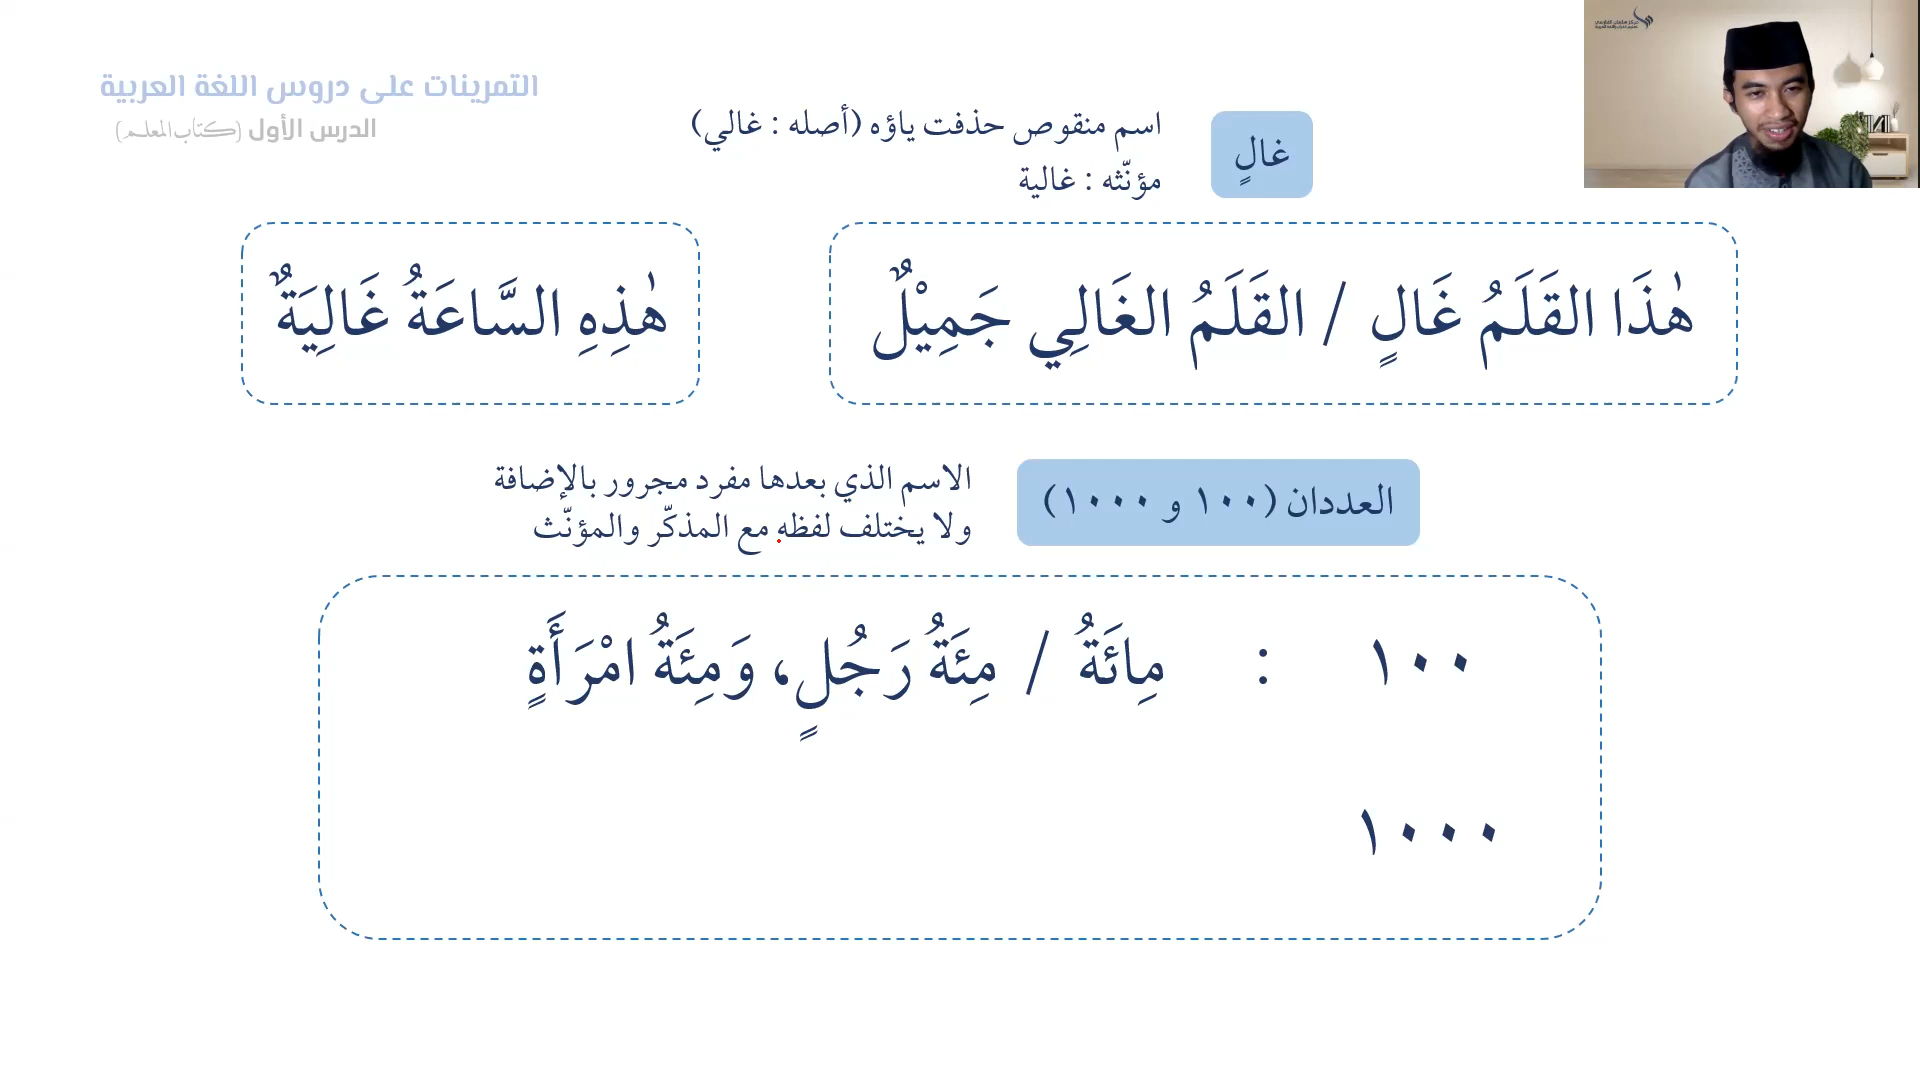 التمرينات على دروس اللغة العربية
الدرس الأول (كتاب المعلم)
غالٍ
اسم منقوص حذفت ياؤه (أصله : غالي)
مؤنّثه : غالية
هٰذَا القَلَمُ غَالٍ / القَلَمُ الغَالِي جَمِيْلٌ
هٰذِهِ السَّاعَةُ غَالِيَةٌ
العددان (١٠٠ و ١٠٠٠)
الاسم الذي بعدها مفرد مجرور بالإضافة
ولا يختلف لفظه مع المذكّر والمؤنّث
١٠٠ : مِائَةُ / مِئَةُ رَجُلٍ، وَمِئَةُ امْرَأَةٍ
١٠٠٠